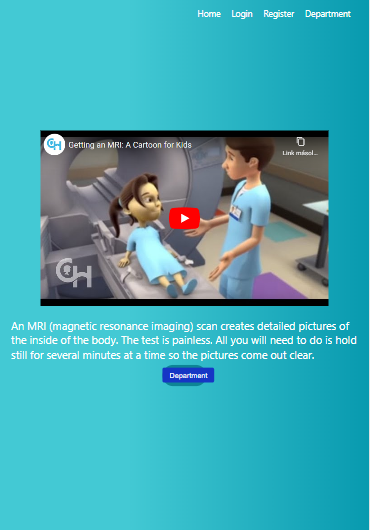 Home Login Register Department
Getting an MRI: A Cartoon for Kids
Link másol...
CH
An MRI (magnetic resonance imaging) scan creates detailed pictures of
the inside of the body. The test is painless. All you will need to do is hold
still for several minutes at a time so the pictures come out clear.
Department